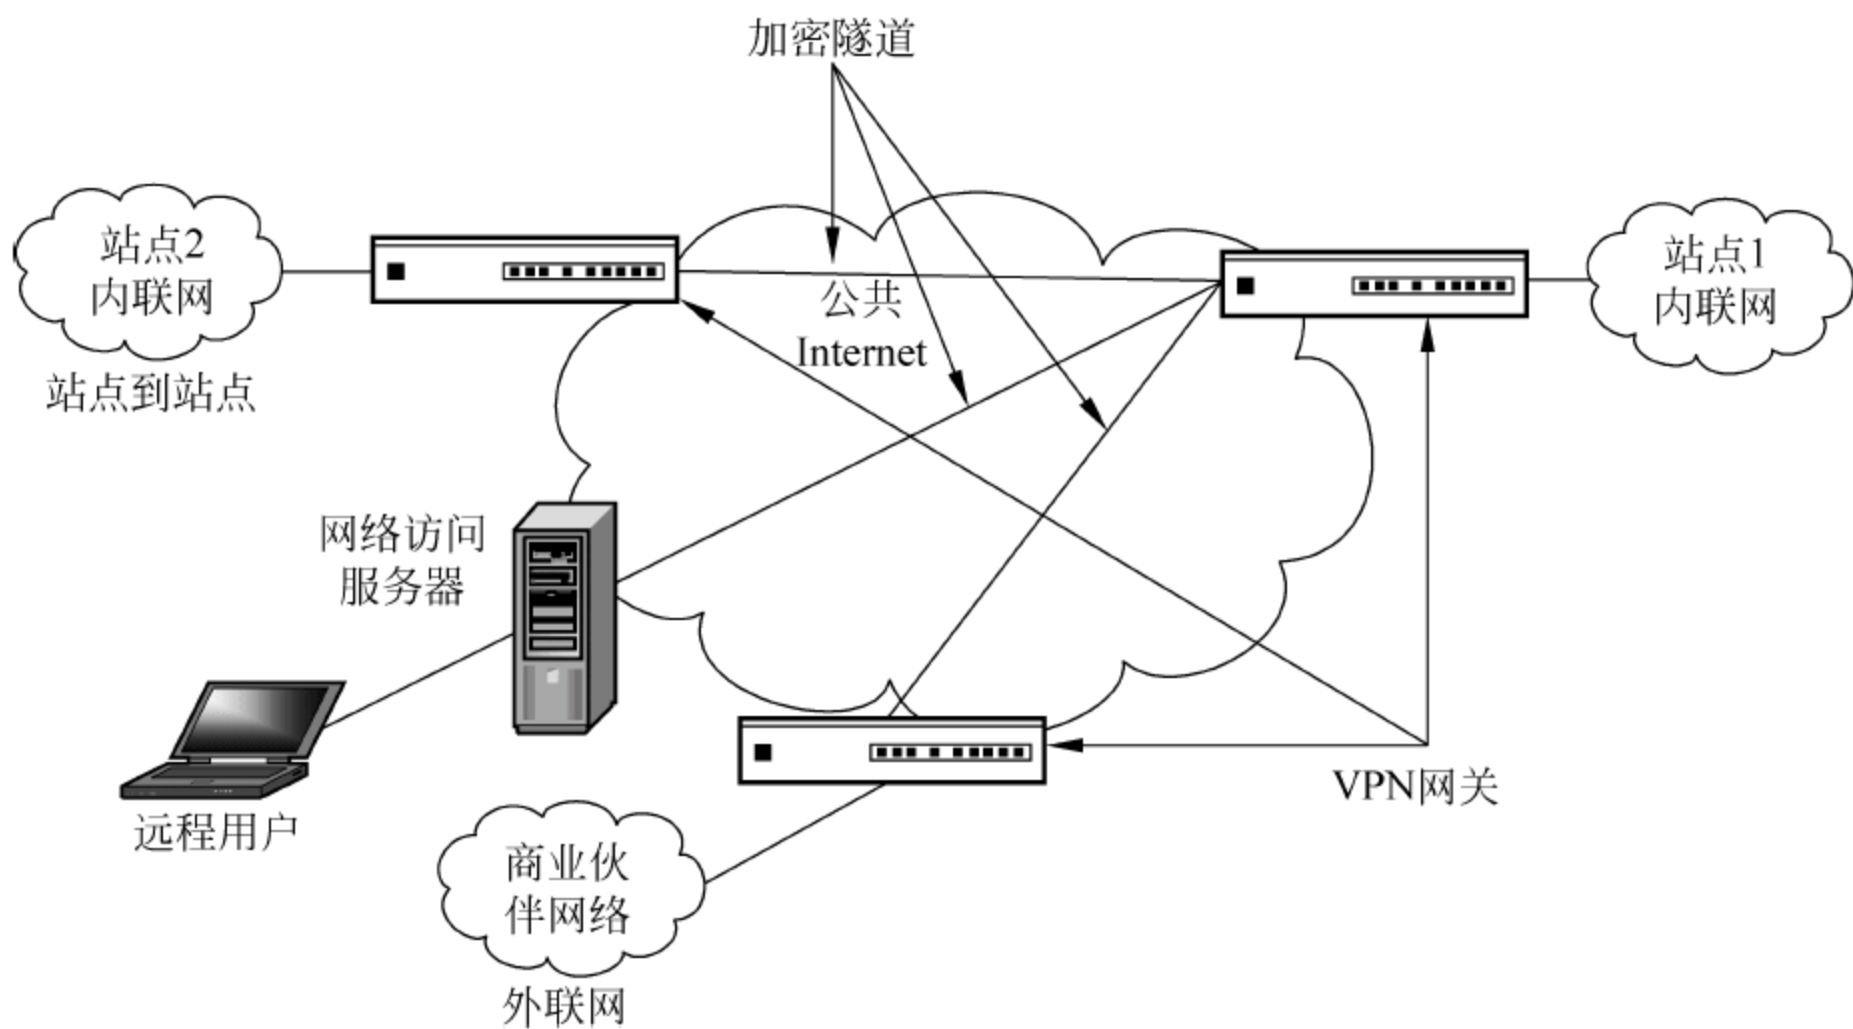 加密隧道
站点2
内联网
站点到站点
公共
Internet
站点1
内联网
网络访问
服务器
远程用户
VPN网关
商业伙
伴网络
外联网